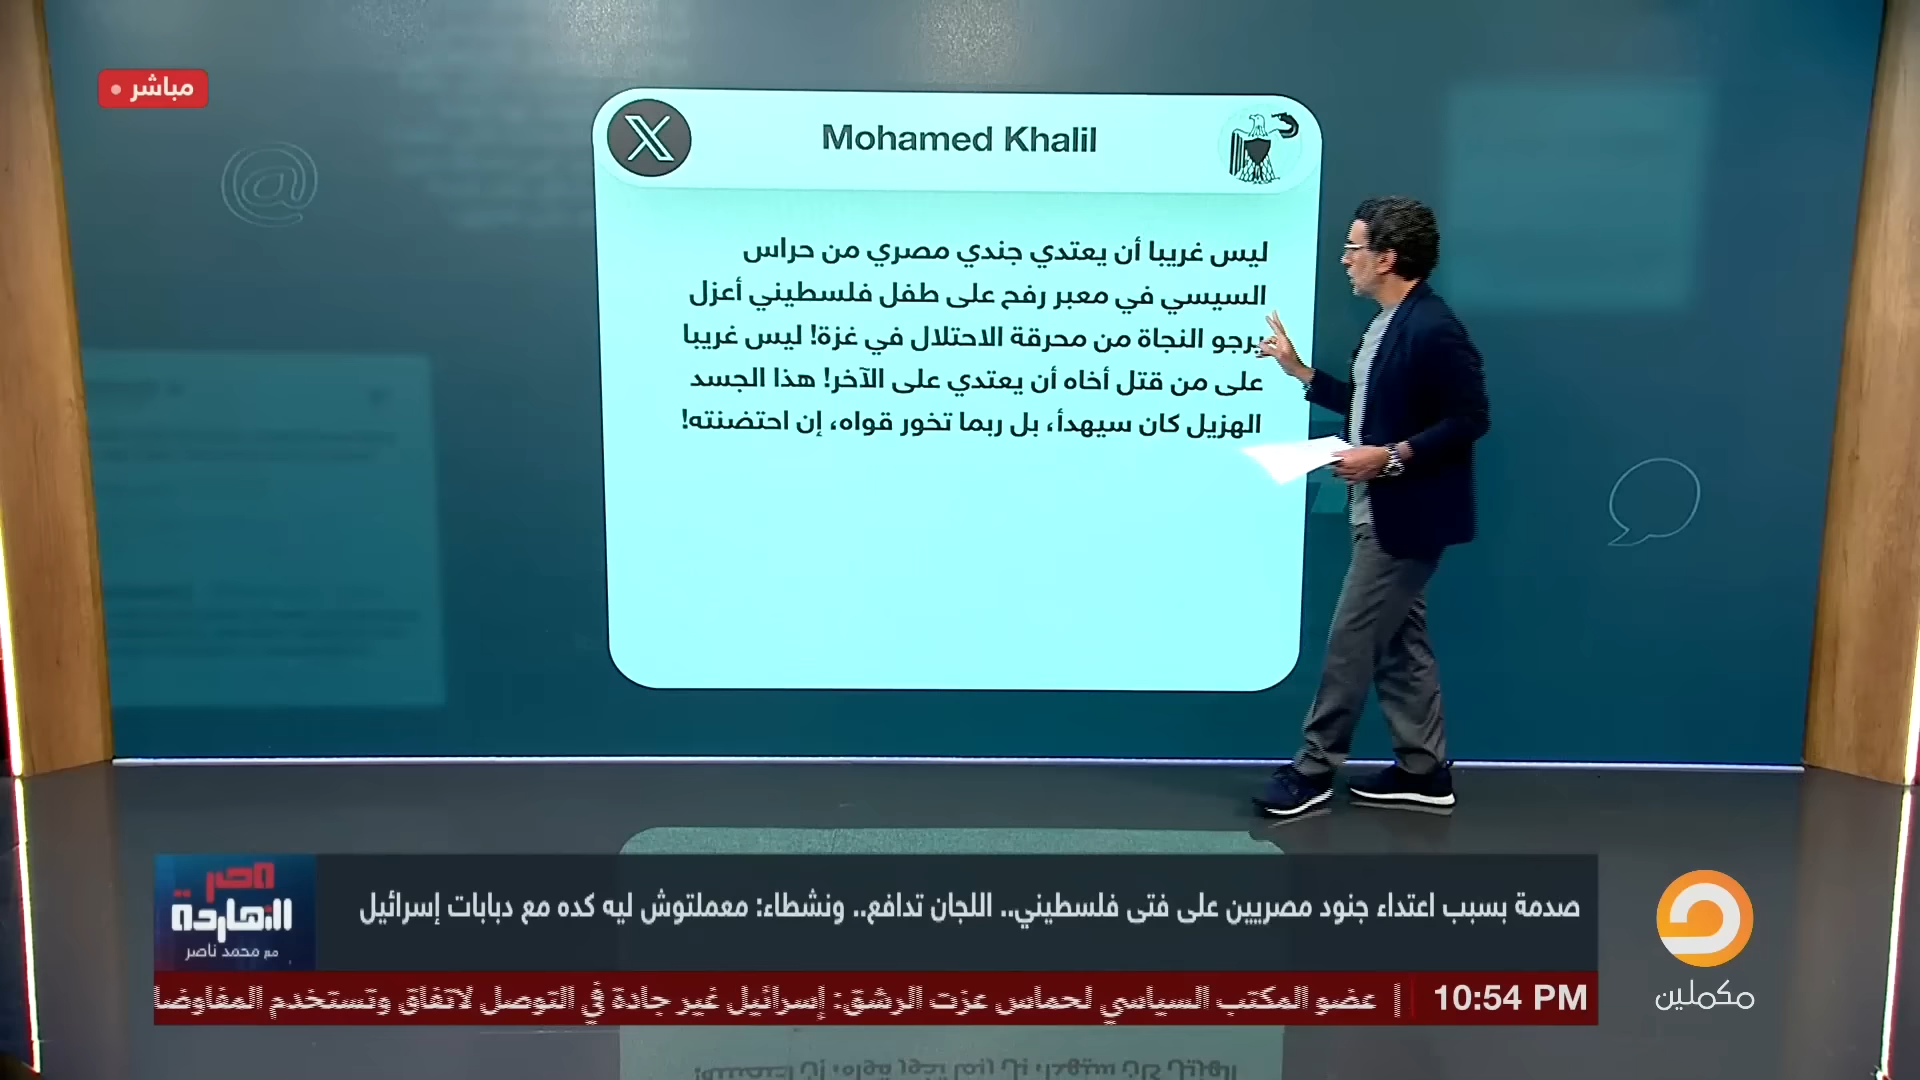 مباشر
Mohamed Khalil
ليس غريبا أن يعتدي جندي مصري من حراس
السيسي في معبر رفح على طفل فلسطيني أعزل
يرجو النجاة من محرقة الاحتلال في غزة! ليس غريبا
على من قتل أخاه أن يعتدي على الآخر! هذا الجسد
الهزيل كان سيهدأ، بل ربما تخور قواه، إن احتضنته!
مصر
النهاردة
مع محمد ناصر
صدمة بسبب اعتداء جنود مصريين على فتى فلسطيني.. اللجان تدافع.. ونشطاء: معملتوش ليه كده مع دبابات إسرائيل
10:54 PM | عضو المكتب السياسي لحماس عزت الرشق: إسرائيل غير جادة في التوصل لاتفاق وتستخدم المفاوضا
مكملين